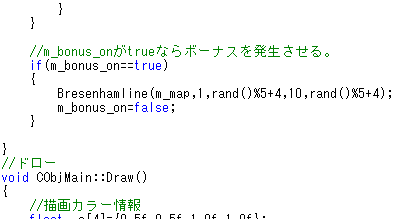 }
}
//m_bonus_onがtrueならボーナスを発生させる。
if(m_bonus_on==true)
{
Bresenhamline(m_map,1,rand()%5+4,10,rand()%5+4);
m_bonus_on=false;
}
}
//ドロー
void CObjMain::Draw()
{
//描画カラー情報
float c[4]={0.5f,0.5f,1.0f,1.0f};